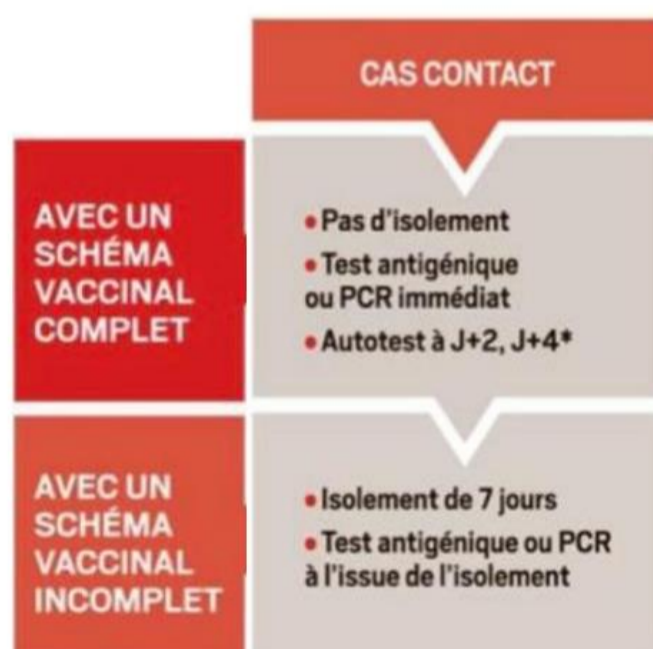 CAS CONTACT
AVEC UN
SCHÉMA
VACCINAL
COMPLET
• Pas d'isolement
• Test antigénique
ou PCR immédiat
• Autotest à J+2, J+4*
AVEC UN
SCHÉMA
VACCINAL
INCOMPLET
• Isolement de 7 jours
• Test antigénique ou PCR
à l'issue de l'isolement